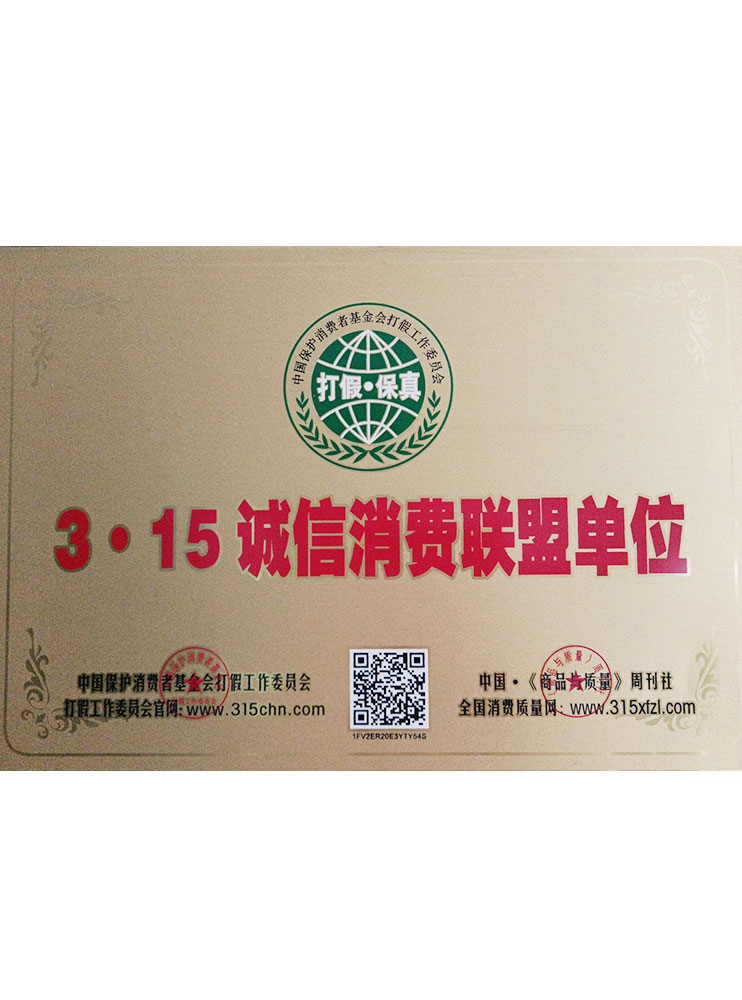 中国保护消费者基金会打假工作委员会
打假·保真
3·15 诚信消费联盟单位
中国保护消费者基金会打假工作委员会
打假工作委员会官网: www.315chn.com
1FV2ER20E3Y1Y54S
中国·《商品与质量》周刊社
全国消费质量网: www.315xfzl.com